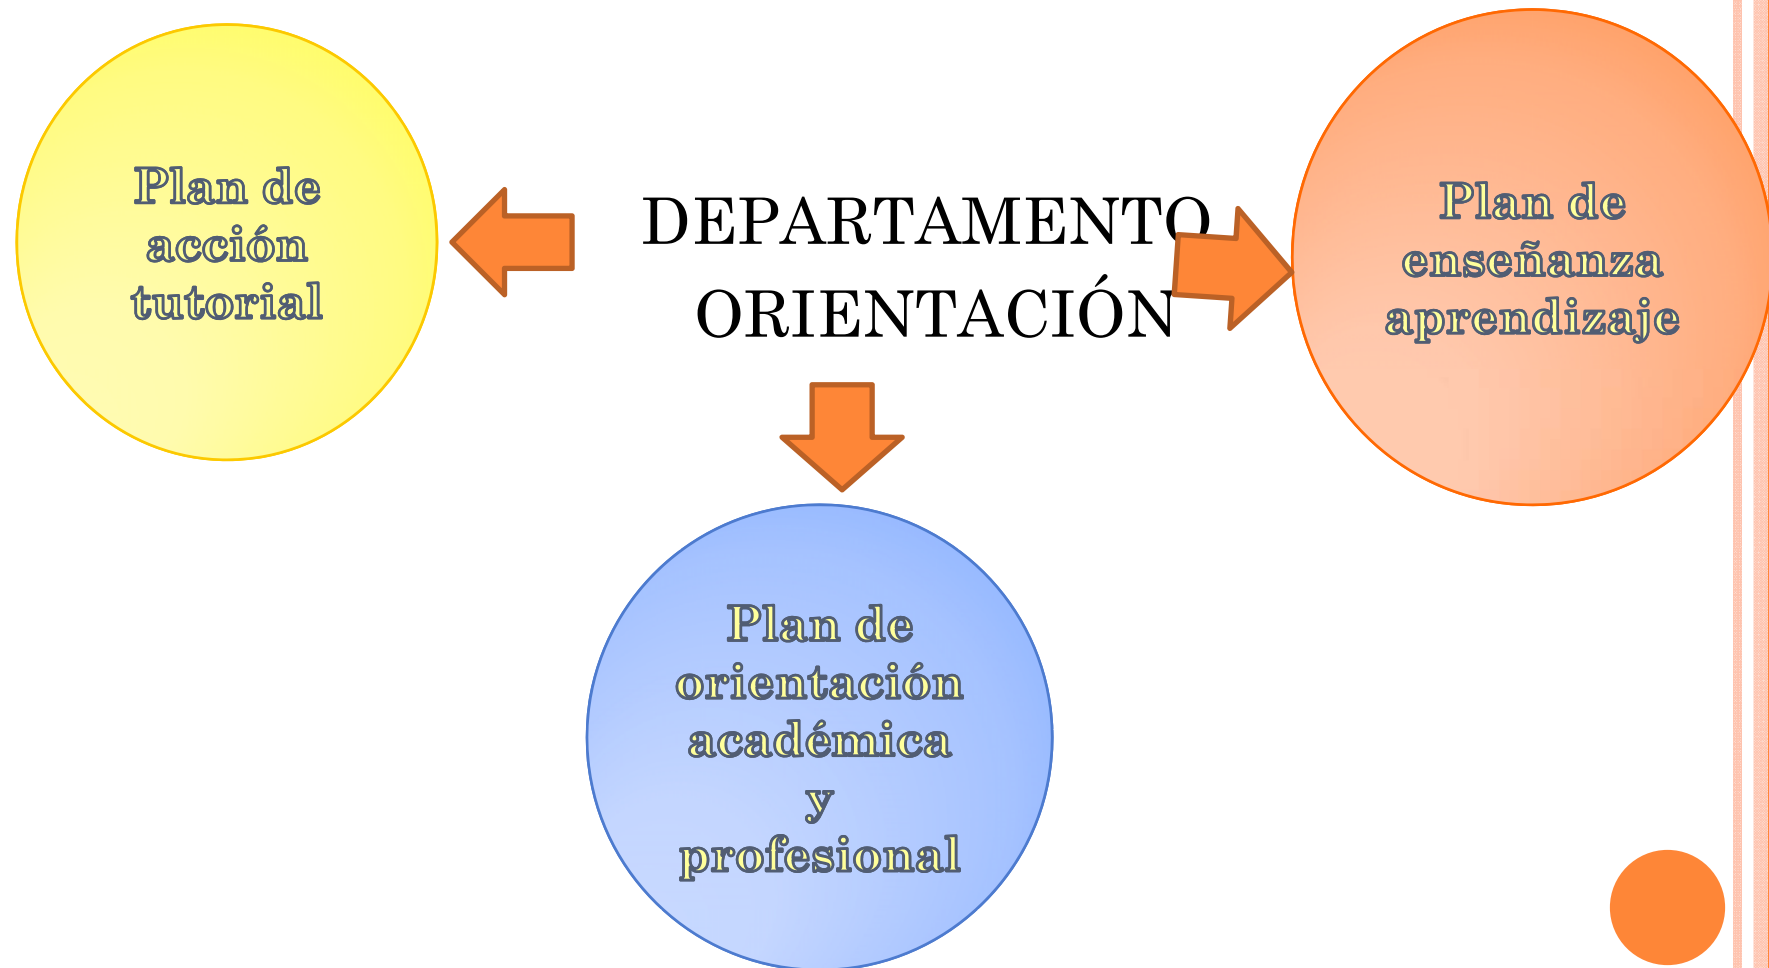 Plan de
acción
tutorial
DEPARTAMENTO
ORIENTACIÓN
Plan de
enseñanza
aprendizaje
Plan de
orientación
académica
y
profesional